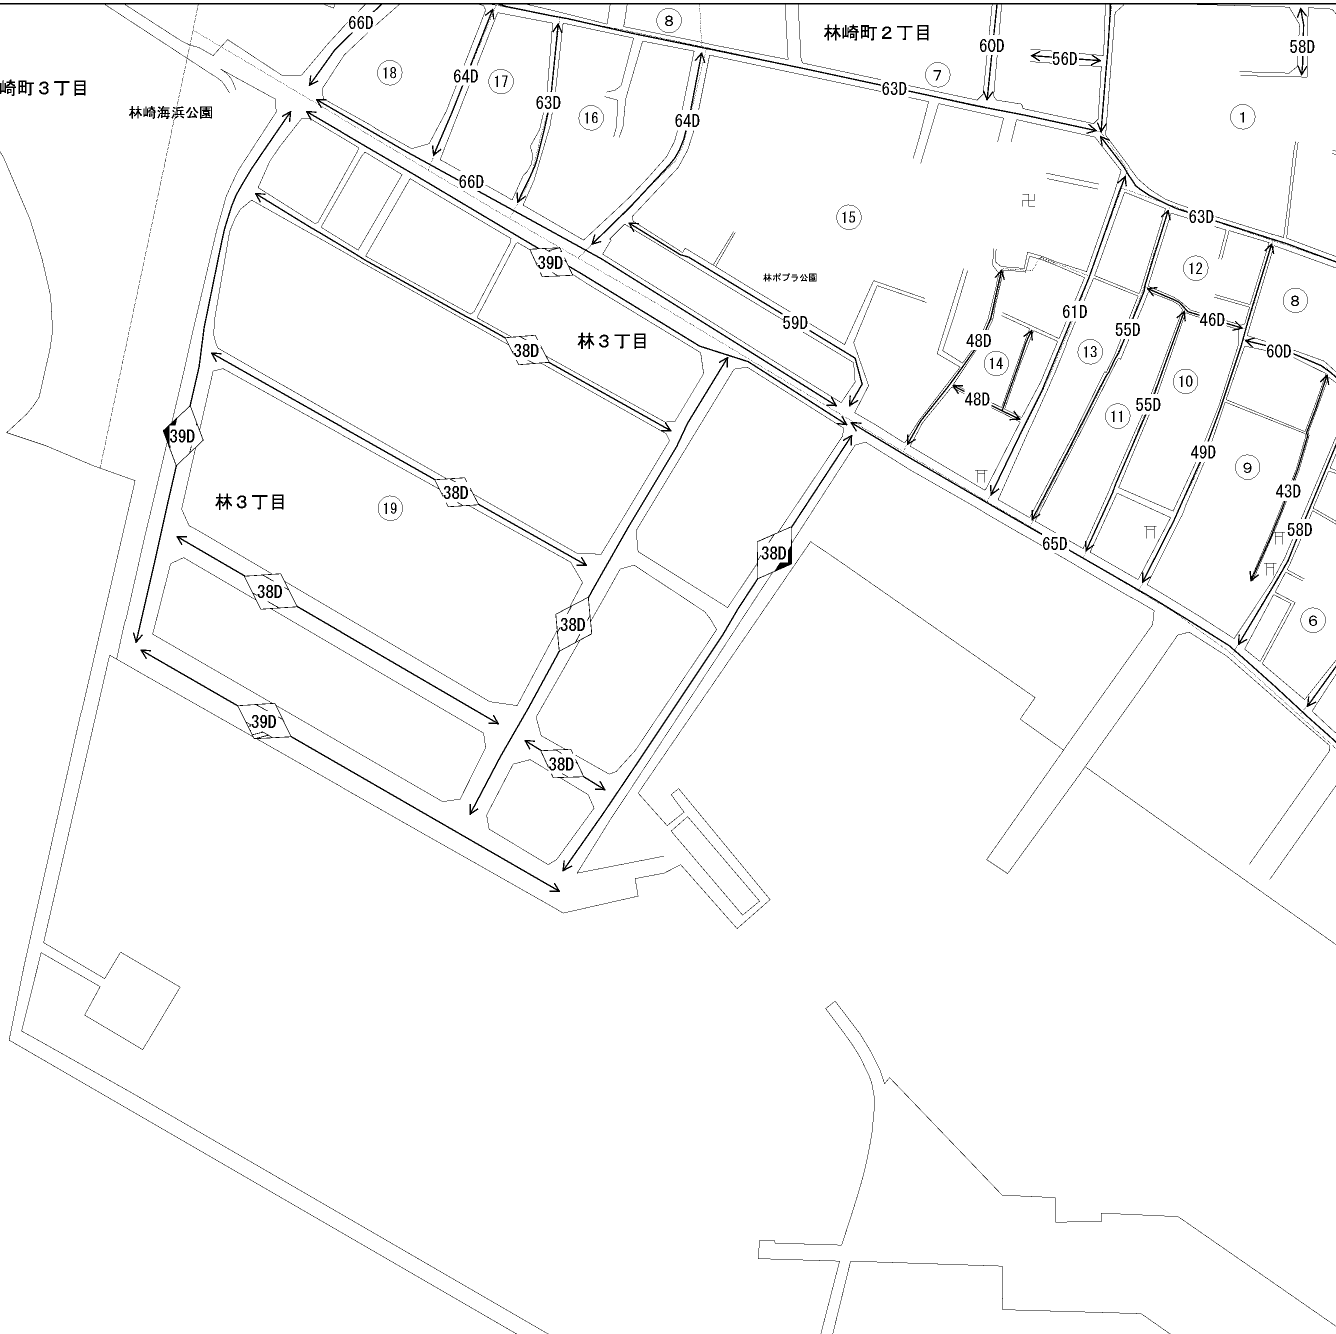 66D
⑧
林崎町２丁目
60D
58D
56D
⑱
64D
⑰
⑦
崎町３丁目
63D
63D
林崎海浜公園
⑯
64D
①
66D
⑮
63D
39D
林ポプラ公園
⑫
⑧
61D
59D
55D
46D
林３丁目
38D
48D
⑬
60D
⑭
⑩
48D
55D
⑪
39D
49D
⑨
38D
43D
林３丁目
⑲
58D
65D
38D
38D
38D
⑥
39D
38D